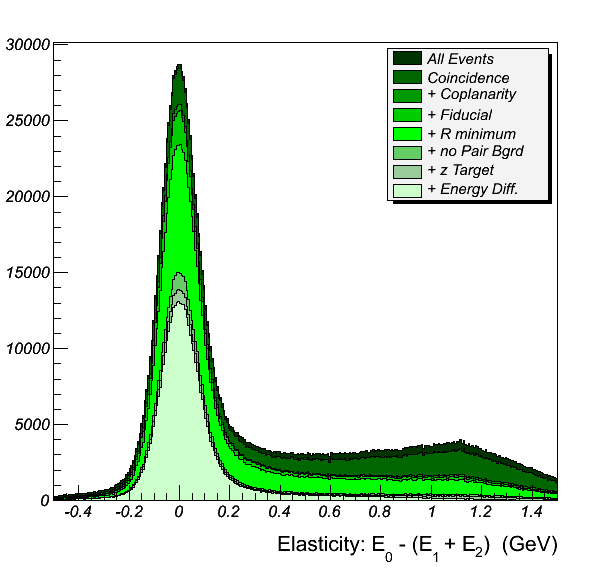 30000
25000
20000
15000
10000
5000
0
All Events
Coincidence
+ Coplanarity
+ Fiducial
+ R minimum
+ no Pair Bgrd
+ z Target
+ Energy Diff.
-0.4 -0.2 0 0.2 0.4 0.6 0.8 1 1.2 1.4
Elasticity: E0 - (E1 + E2) (GeV)